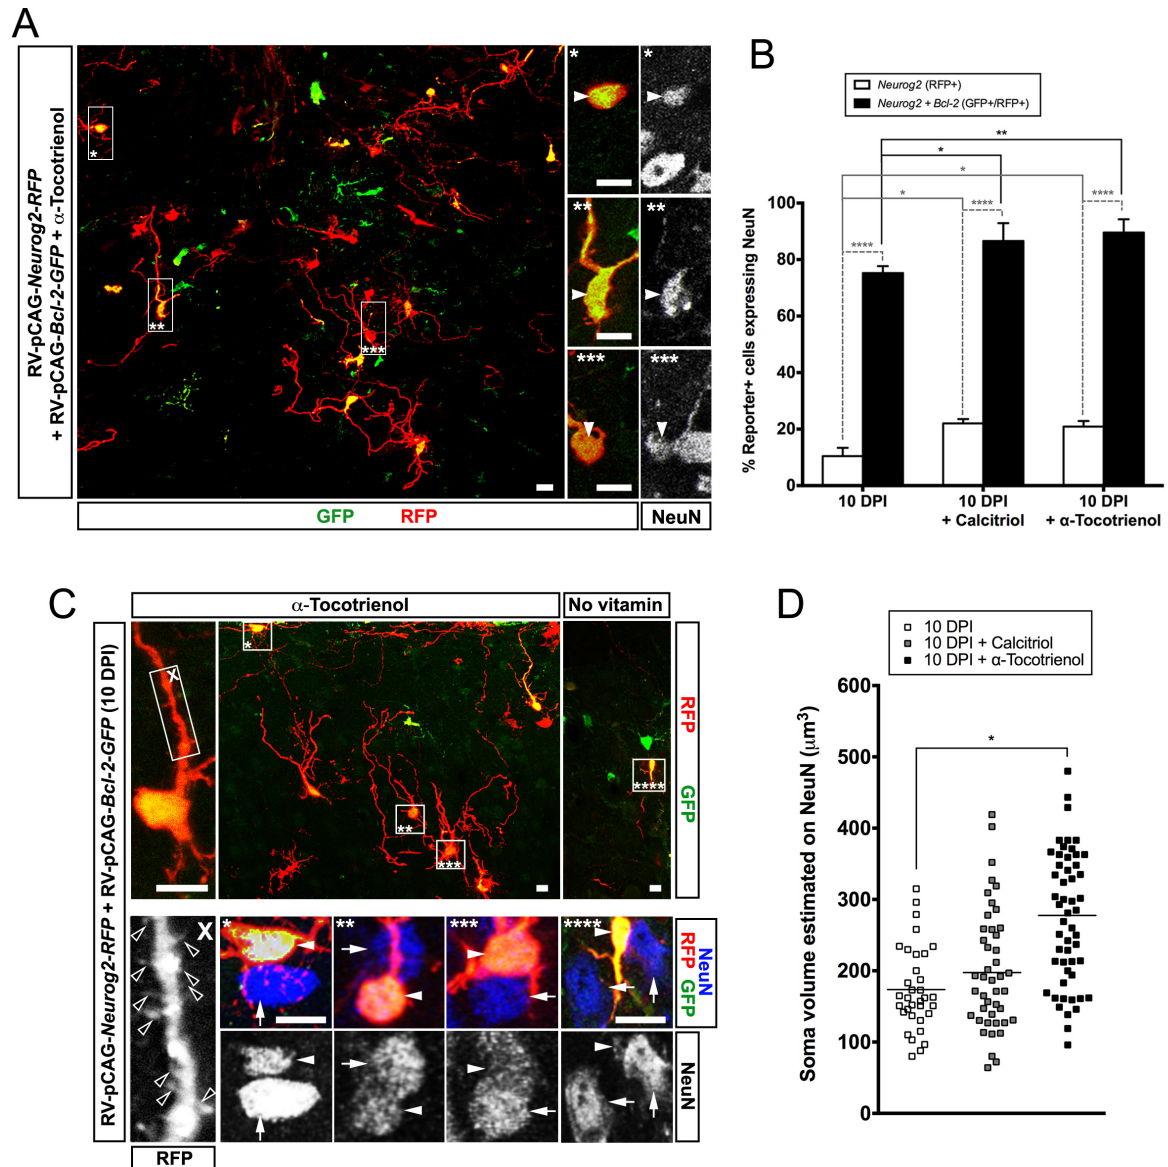 A
RV-pCAG-Neurog2-RFP
+ RV-pCAG-Bcl-2-GFP + α-Tocotrienol
*
**
***
*
*
**
**
***
***
GFP RFP
NeuN
B
Neurog2 (RFP+)
Neurog2 + Bcl-2 (GFP+/RFP+)
**
*
*
*
****
****
****
% Reporter+ cells expressing NeuN
100
80
60
40
20
0
10 DPI
10 DPI
+ Calcitriol
10 DPI
+ α-Tocotrienol
C
α-Tocotrienol
No vitamin
RV-pCAG-Neurog2-RFP + RV-pCAG-Bcl-2-GFP (10 DPI)
X
*
**
***
****
RFP GFP
X
*
**
***
****
RFP GFP
NeuN
NeuN
RFP
D
10 DPI
10 DPI + Calcitriol
10 DPI + α-Tocotrienol
*
Soma volume estimated on NeuN (μm³)
600
500
400
300
200
100
0